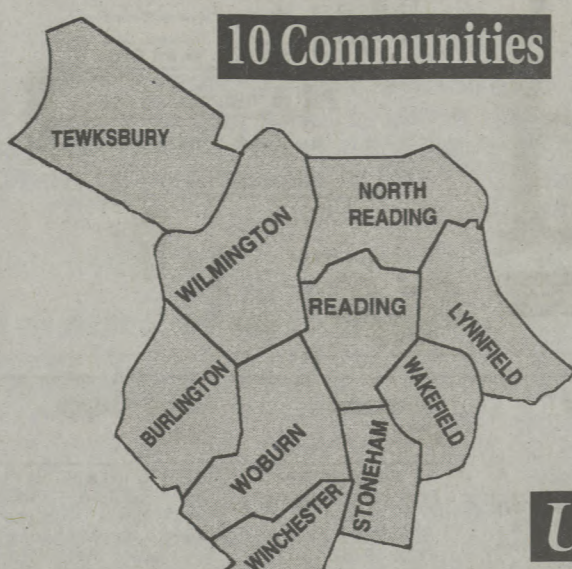 10 Communities
TEWKSBURY
NORTH
READING
WILMINGTON
READING
LYNNFIELD
BURLINGTON
WAKEFIELD
WOBURN
STONEHAM
WINCHESTER
U